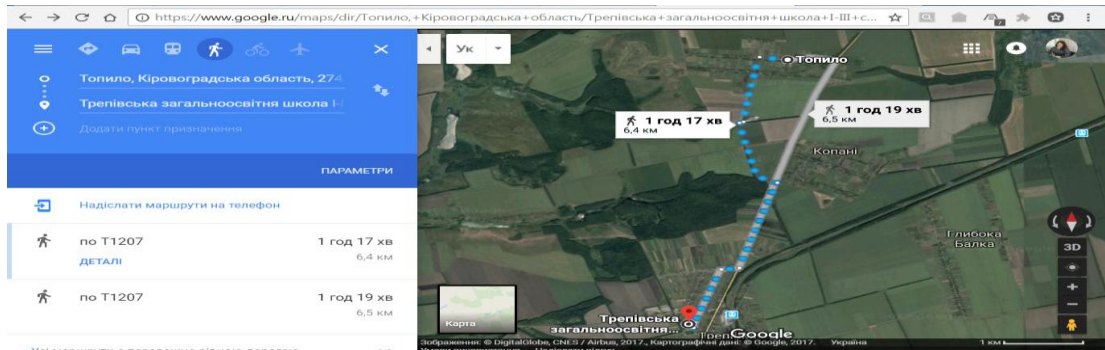 https://www.google.ru/maps/dir/Топило,+Кіровоградська+область/Трепівська+загальноосвітня+школа+I-III+с...
Топило, Кіровоградська область, 274
Трепівська загальноосвітня школа I-
Додати пункт призначення
ПАРАМЕТРИ
Надіслати маршрути на телефон
по Т1207
1 год 17 хв
ДЕТАЛІ
6,4 км
по Т1207
1 год 19 хв
6,5 км
Ук
Топило
1 год 19 хв
6,5 км
1 год 17 хв
6,4 км
Копані
Глибока
Балка
3D
Карта
Трепівська
загальноосвітня...
Google
Зображення: © DigitalGlobe, CNES / Airbus, 2017., Картографічні дані: © Google, 2017.
Україна
1 км